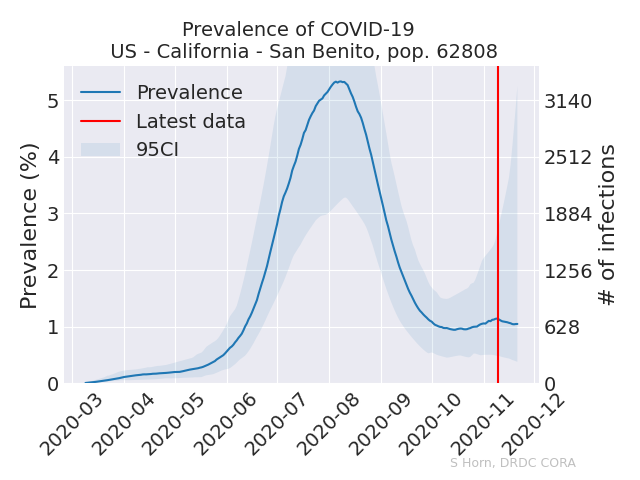 Prevalence of COVID-19
US - California - San Benito, pop. 62808
Prevalence
Latest data
95CI
Prevalence (%)
5
4
3
2
1
0
3140
2512
1884
1256
628
0
# of infections
2020-03
2020-04
2020-05
2020-06
2020-07
2020-08
2020-09
2020-10
2020-11
2020-12
S Horn, DRDC CORA